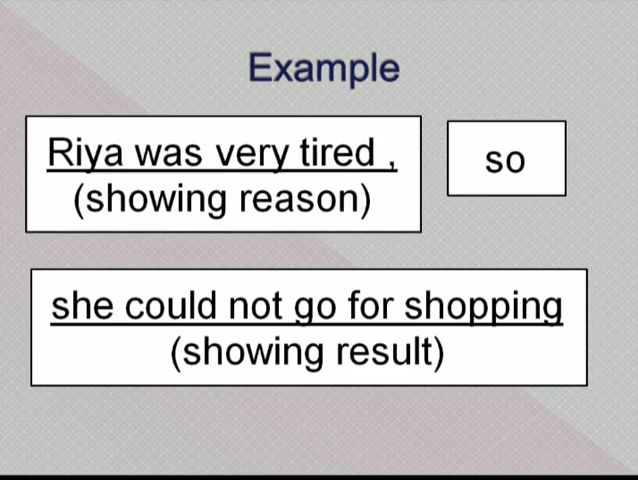 Example
Riya was very tired , so
(showing reason)
she could not go for shopping
(showing result)